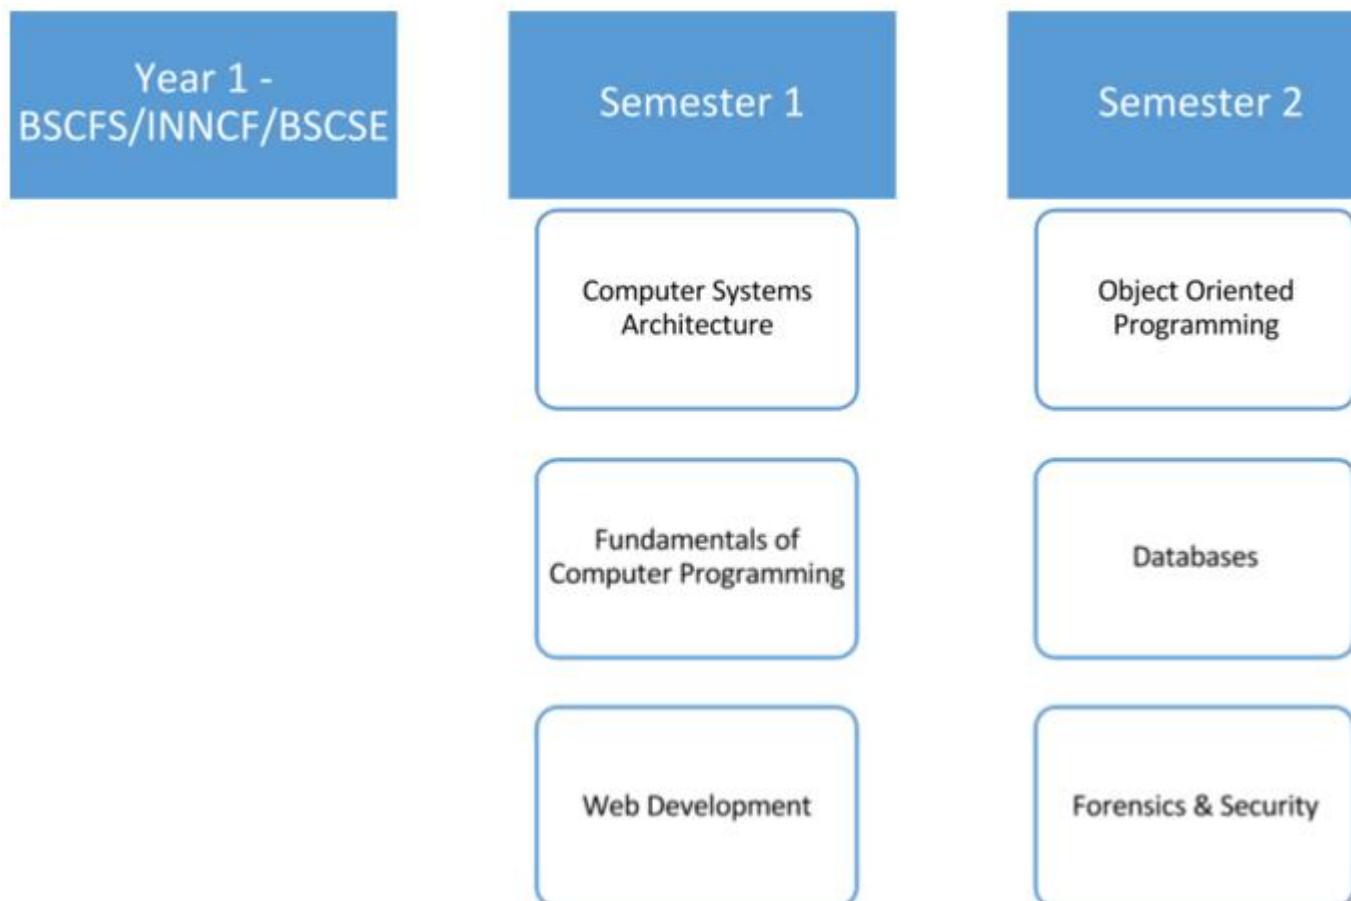 Year 1 -
BSCFS/INNCF/BSCSE
Semester 1
Semester 2
Computer Systems
Architecture
Object Oriented
Programming
Fundamentals of
Computer Programming
Databases
Web Development
Forensics & Security